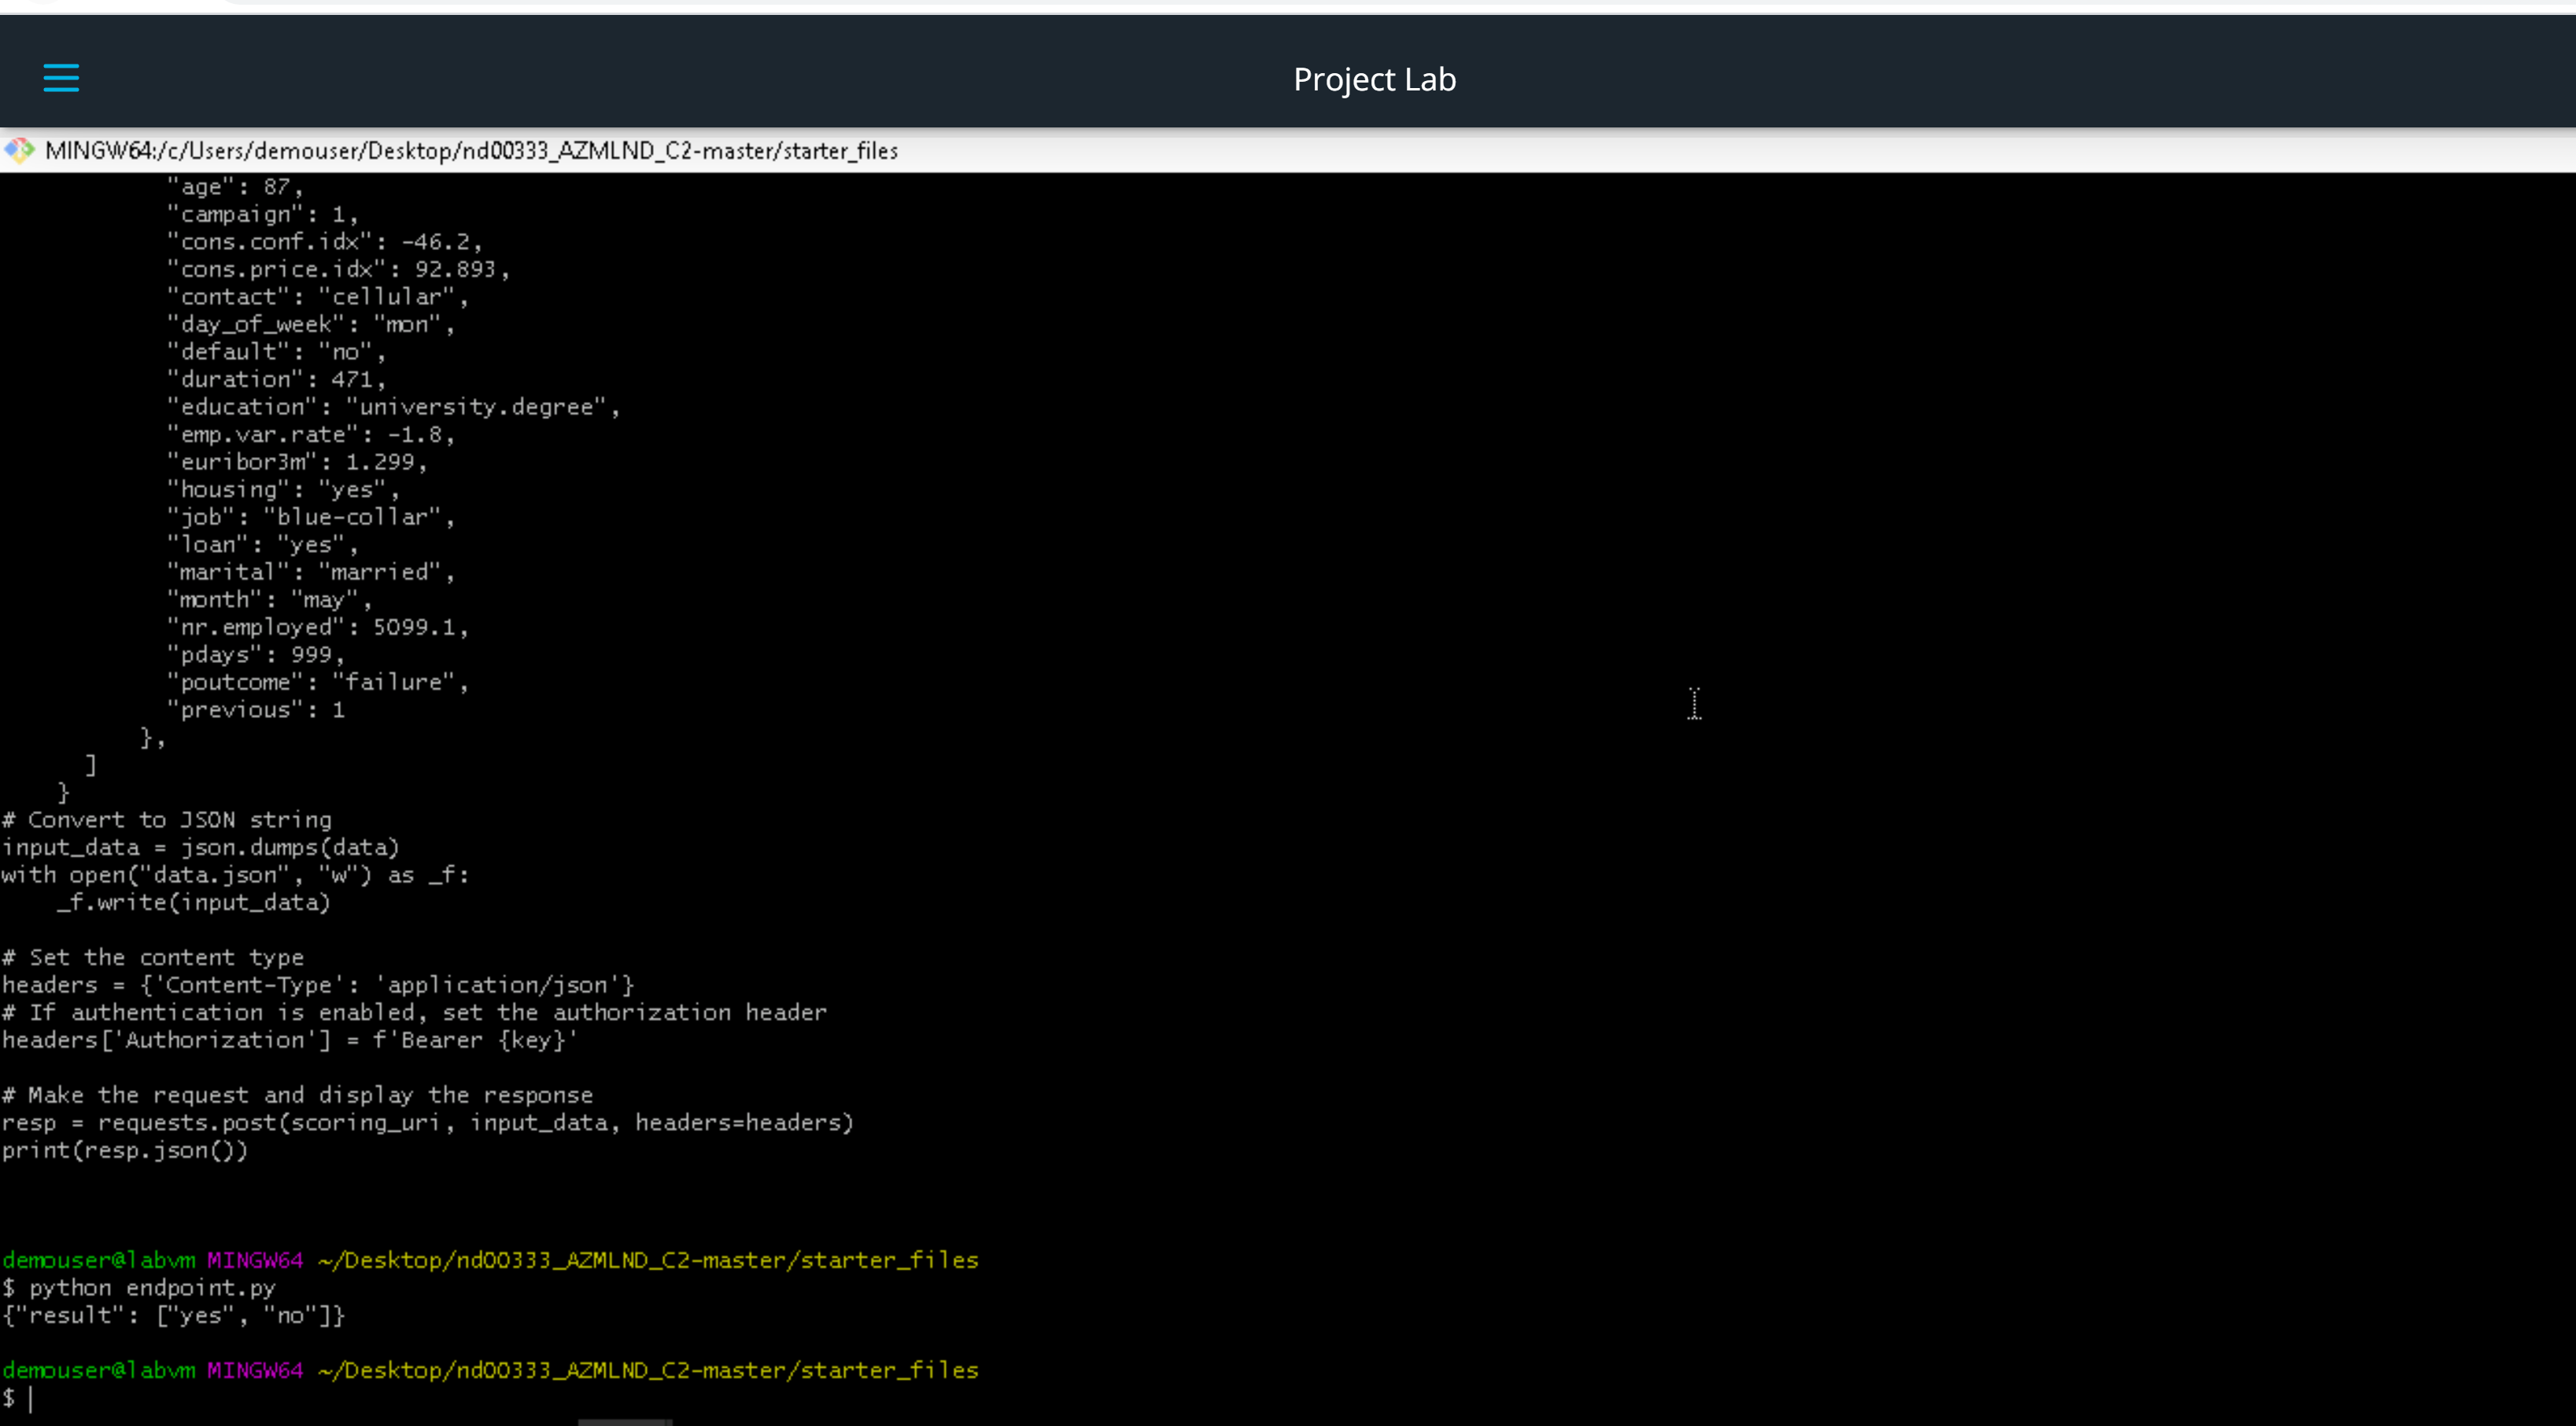 Project Lab
MINGW64:/c/Users/demouser/Desktop/nd00333_AZMLND_C2-master/starter_files
"age": 87,
"campaign": 1,
"cons.conf.idx": -46.2,
"cons.price.idx": 92.893,
"contact": "cellular",
"day_of_week": "mon",
"default": "no",
"duration": 471,
"education": "university.degree",
"emp.var.rate": -1.8,
"euribor3m": 1.299,
"housing": "yes",
"job": "blue-collar",
"loan": "yes",
"marital": "married",
"month": "may",
"nr.employed": 5099.1,
"pdays": 999,
"poutcome": "failure",
"previous": 1
},
]
}
# Convert to JSON string
input_data = json.dumps(data)
with open("data.json", "w") as _f:
    _f.write(input_data)
# Set the content type
headers = {'Content-Type': 'application/json'}
# If authentication is enabled, set the authorization header
headers['Authorization'] = f'Bearer {key}'
# Make the request and display the response
resp = requests.post(scoring_uri, input_data, headers=headers)
print(resp.json())
demouser@labvm MINGW64 ~/Desktop/nd00333_AZMLND_C2-master/starter_files
$ python endpoint.py
{"result": ["yes", "no"]}
demouser@labvm MINGW64 ~/Desktop/nd00333_AZMLND_C2-master/starter_files
$